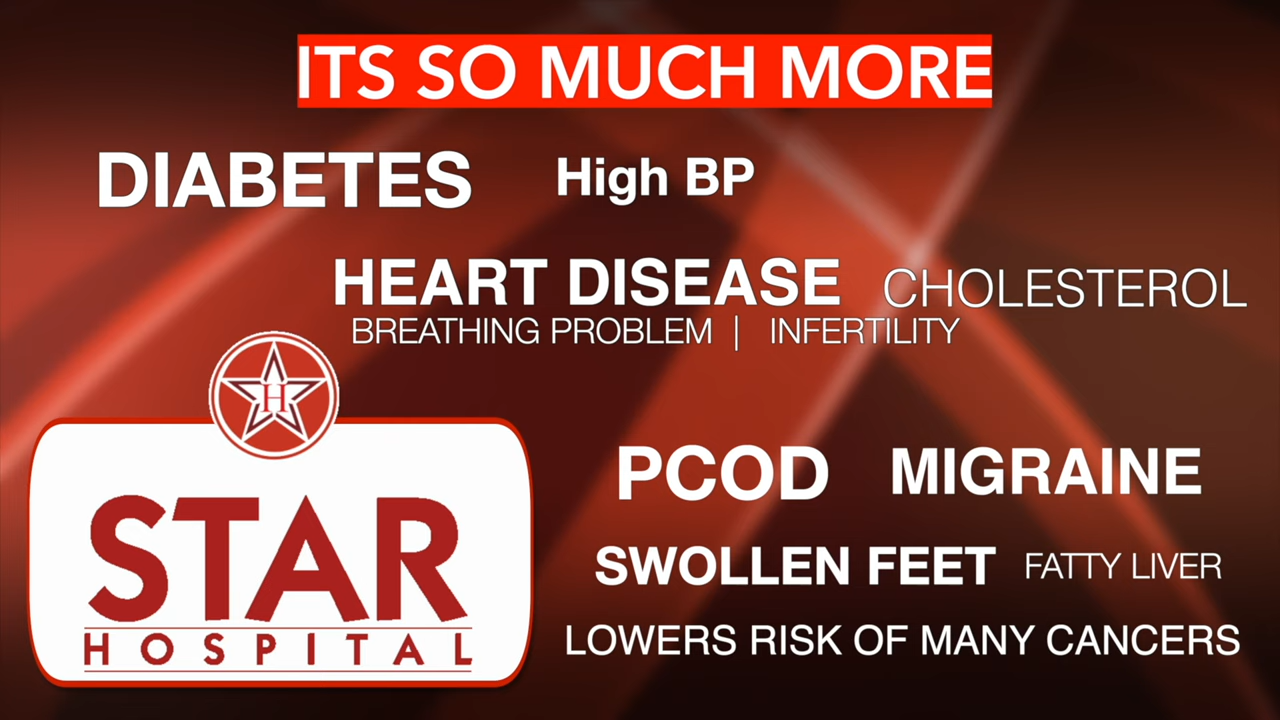 ITS SO MUCH MORE
DIABETES High BP
HEART DISEASE CHOLESTEROL
BREATHING PROBLEM | INFERTILITY
H
STAR
HOSPITAL
PCOD MIGRAINE
SWOLLEN FEET FATTY LIVER
LOWERS RISK OF MANY CANCERS